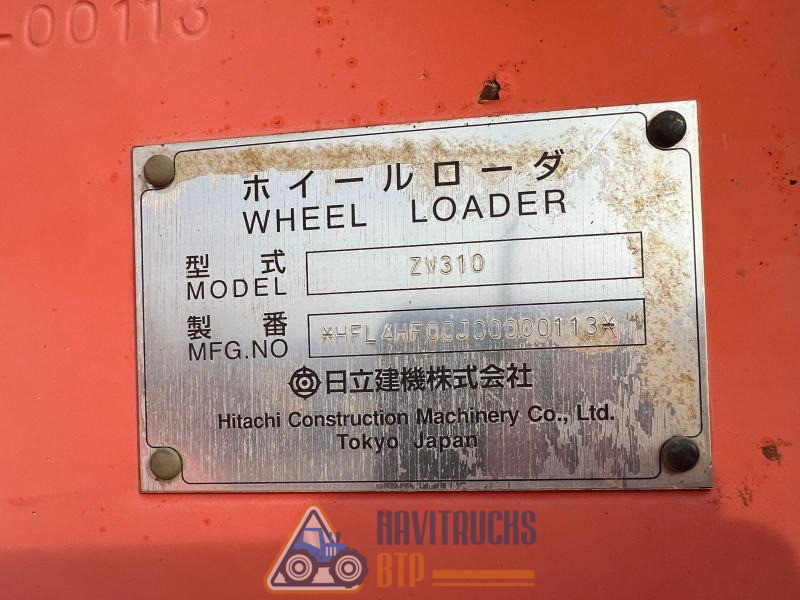 -00113
ホイールローダ
WHEEL LOADER
型式
MODEL
ZW310
製番
MFG.NO
*HFL4HF00J00000113*
日立建機株式会社
Hitachi Construction Machinery Co., Ltd.
Tokyo Japan
HAVITRUCKS
BTP